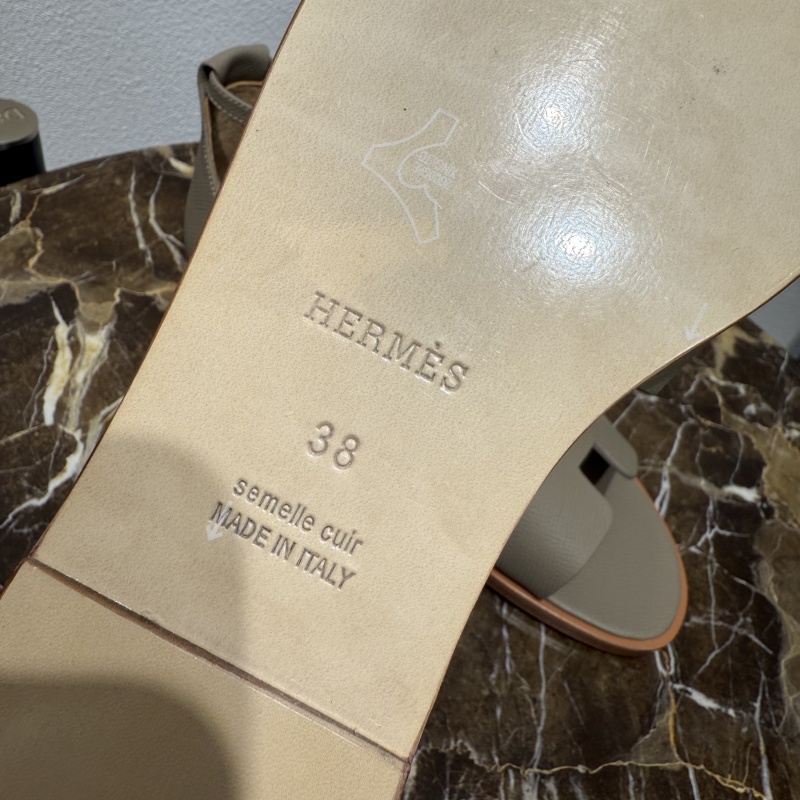 HERMÈS
38
semelle cuir
MADE IN ITALY